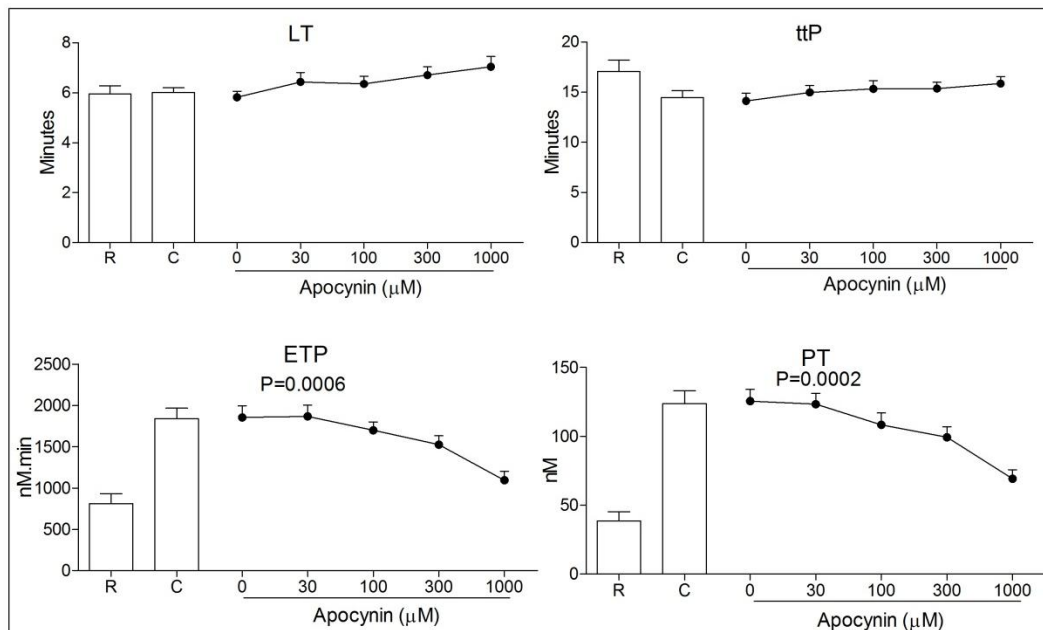 LT
8
6
4
2
0
Minutes
R C 0 30 100 300 1000
Apocynin (μM)
ttP
20
15
10
5
0
Minutes
R C 0 30 100 300 1000
Apocynin (μM)
ETP
P=0.0006
2500
2000
1500
1000
500
0
nM.min
R C 0 30 100 300 1000
Apocynin (μM)
PT
P=0.0002
150
100
50
0
nM
R C 0 30 100 300 1000
Apocynin (μM)